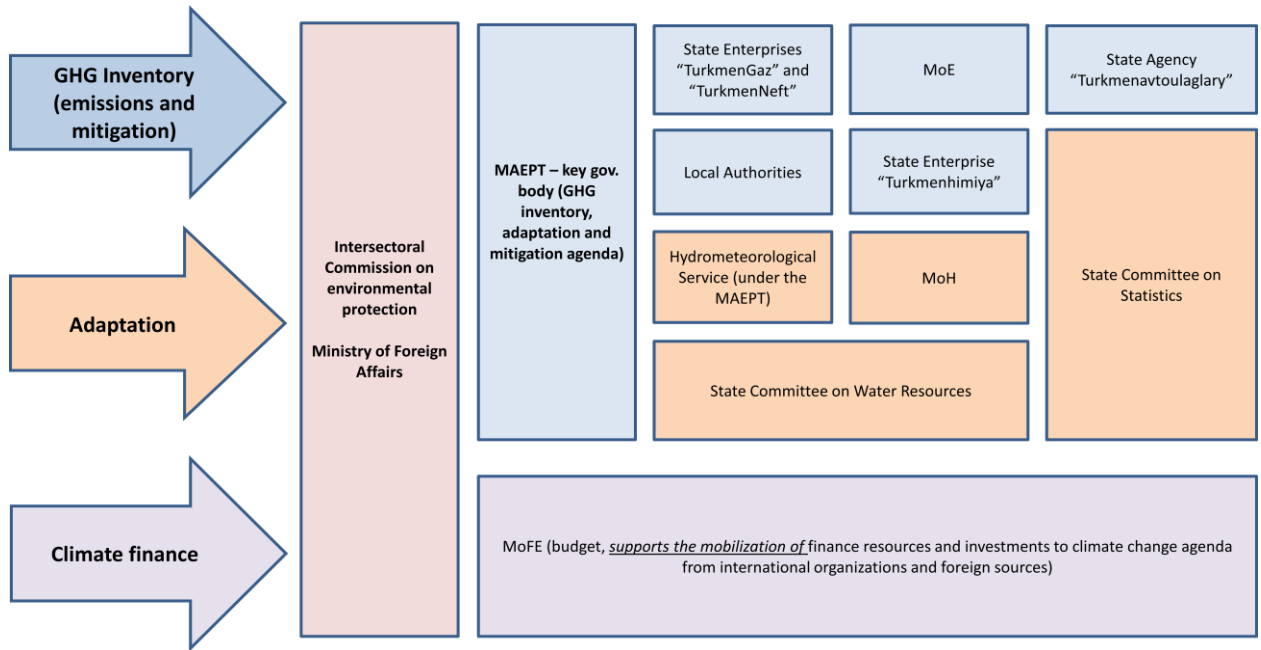 GHG Inventory
(emissions and
mitigation)
Adaptation
Climate finance
Intersectoral
Commission on
environmental
protection
Ministry of Foreign
Affairs
MAEPT – key gov.
body (GHG
inventory,
adaptation and
mitigation agenda)
State Enterprises
“TurkmenGaz” and
“TurkmenNeft”
MoE
State Agency
“Turkmenavtoulaglary”
Local Authorities
State Enterprise
“Turkmenhimiya”
Hydrometeorological
Service (under the
MAEPT)
MoH
State Committee on
Statistics
State Committee on Water Resources
MoFE (budget, supports the mobilization of finance resources and investments to climate change agenda
from international organizations and foreign sources)